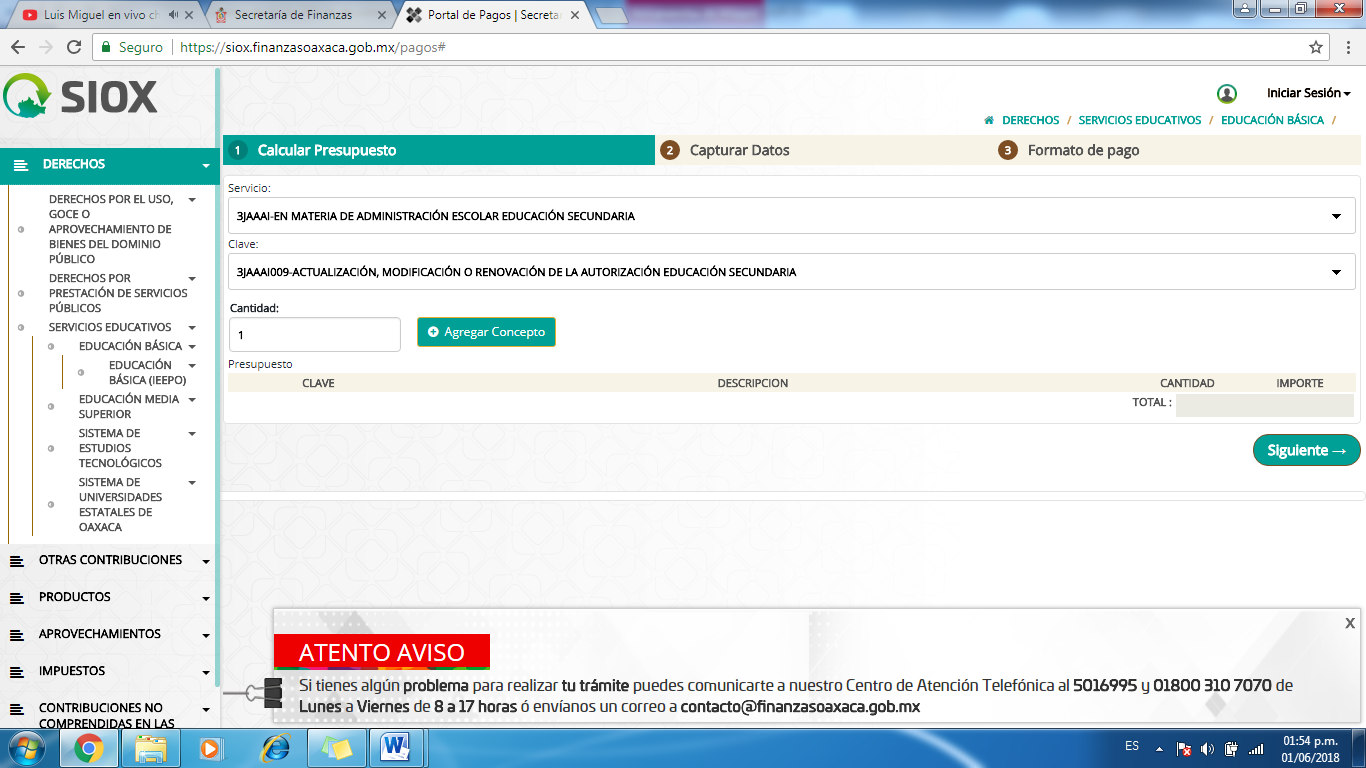 Luis Miguel en vivo ch
Secretaría de Finanzas
Portal de Pagos | Secreta
Seguro
https://siox.finanzasoaxaca.gob.mx/pagos#
SIOX
Iniciar Sesión
DERECHOS / SERVICIOS EDUCATIVOS / EDUCACIÓN BÁSICA /
DERECHOS
DERECHOS POR EL USO,
GOCE O
APROVECHAMIENTO DE
BIENES DEL DOMINIO
PÚBLICO
DERECHOS POR
PRESTACIÓN DE SERVICIOS
PÚBLICOS
SERVICIOS EDUCATIVOS
EDUCACIÓN BÁSICA
EDUCACIÓN
BÁSICA (IEEPO)
EDUCACIÓN MEDIA
SUPERIOR
SISTEMA DE
ESTUDIOS
TECNOLÓGICOS
SISTEMA DE
UNIVERSIDADES
ESTATALES DE
OAXACA
OTRAS CONTRIBUCIONES
PRODUCTOS
APROVECHAMIENTOS
IMPUESTOS
CONTRIBUCIONES NO
COMPRENDIDAS EN LAS
1 Calcular Presupuesto
2 Capturar Datos
3 Formato de pago
Servicio:
3JAAAI-EN MATERIA DE ADMINISTRACIÓN ESCOLAR EDUCACIÓN SECUNDARIA
Clave:
3JAAAI009-ACTUALIZACIÓN, MODIFICACIÓN O RENOVACIÓN DE LA AUTORIZACIÓN EDUCACIÓN SECUNDARIA
Cantidad:
1
Agregar Concepto
Presupuesto
CLAVE DESCRIPCION CANTIDAD IMPORTE
TOTAL :
Siguiente →
X
ATENTO AVISO
Si tienes algún problema para realizar tu trámite puedes comunicarte a nuestro Centro de Atención Telefónica al 5016995 y 01800 310 7070 de
Lunes a Viernes de 8 a 17 horas ó envíanos un correo a contacto@finanzasoaxaca.gob.mx
ES
01:54 p.m.
01/06/2018